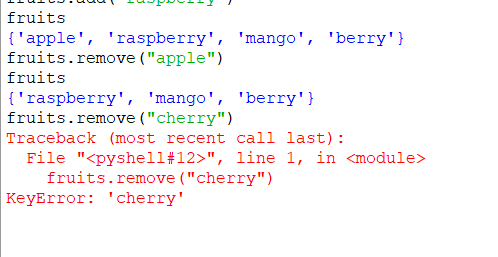 fruits.add("raspberry")
fruits
{'apple', 'raspberry', 'mango', 'berry'}
fruits.remove("apple")
fruits
{'raspberry', 'mango', 'berry'}
fruits.remove("cherry")
Traceback (most recent call last):
  File "<pyshell#12>", line 1, in <module>
    fruits.remove("cherry")
KeyError: 'cherry'